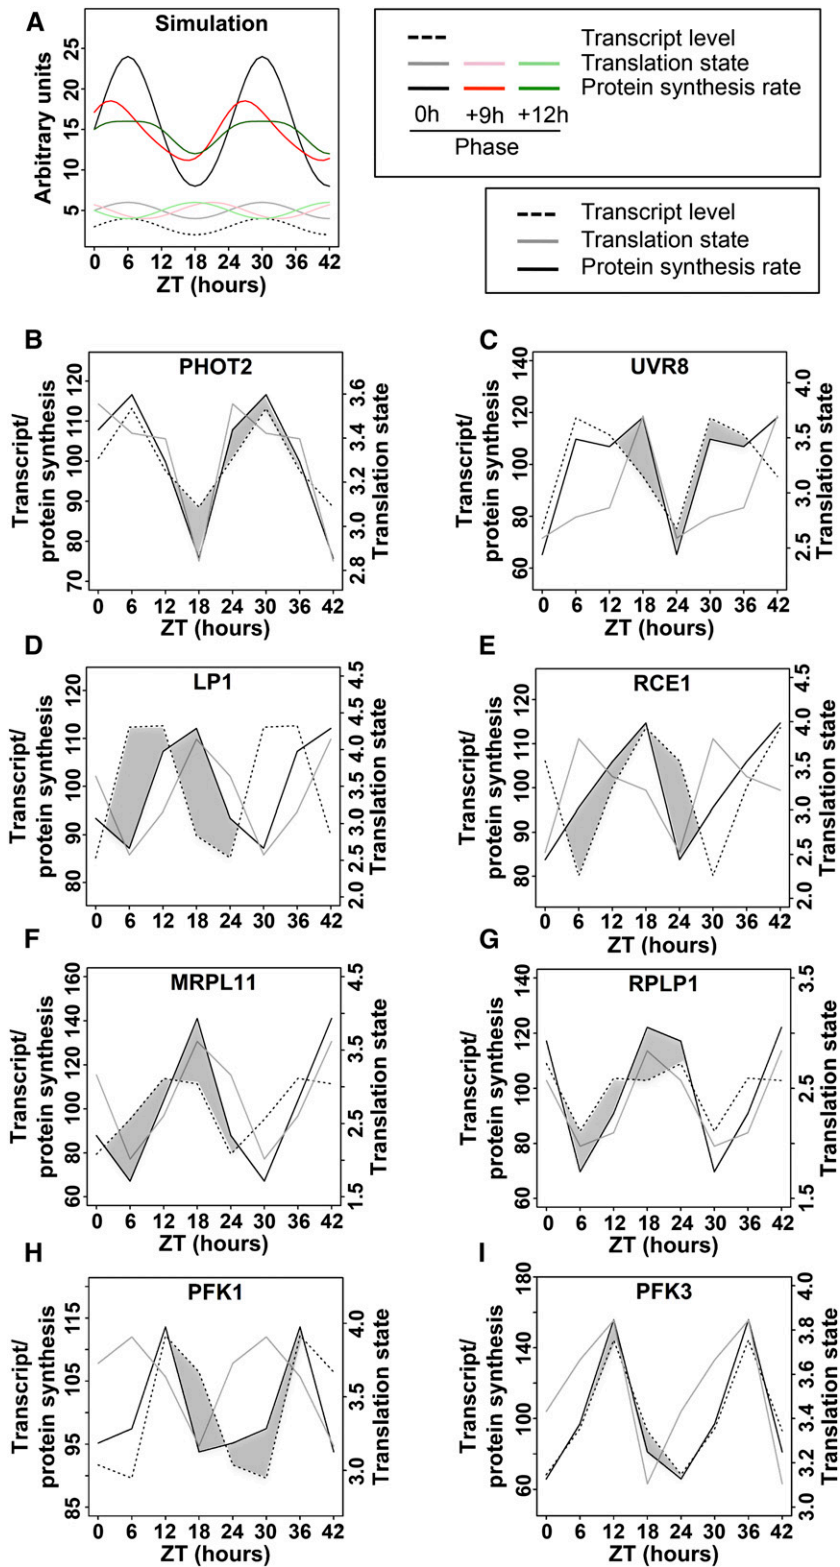 A
Simulation
Arbitrary units
25
20
15
10
5
0 6 12 18 24 30 36 42
ZT (hours)
Transcript level
Translation state
Protein synthesis rate
0h +9h +12h
Phase
Transcript level
Translation state
Protein synthesis rate
B
PHOT2
Transcript/
protein synthesis
120
110
100
90
80
70
3.6
3.4
3.2
3.0
2.8
Translation state
0 6 12 18 24 30 36 42
ZT (hours)
C
UVR8
Transcript/
protein synthesis
140
120
100
80
60
4.0
3.5
3.0
2.5
Translation state
0 6 12 18 24 30 36 42
ZT (hours)
D
LP1
Transcript/
protein synthesis
120
110
100
90
80
4.5
4.0
3.5
3.0
2.5
2.0
Translation state
0 6 12 18 24 30 36 42
ZT (hours)
E
RCE1
Transcript/
protein synthesis
120
110
100
90
80
4.5
4.0
3.5
3.0
2.5
2.0
Translation state
0 6 12 18 24 30 36 42
ZT (hours)
F
MRPL11
Transcript/
protein synthesis
160
140
120
100
80
60
4.5
3.5
2.5
1.5
Translation state
0 6 12 18 24 30 36 42
ZT (hours)
G
RPLP1
Transcript/
protein synthesis
140
120
100
80
60
3.5
2.5
1.5
Translation state
0 6 12 18 24 30 36 42
ZT (hours)
H
PFK1
Transcript/
protein synthesis
115
105
95
85
4.0
3.5
3.0
Translation state
0 6 12 18 24 30 36 42
ZT (hours)
I
PFK3
Transcript/
protein synthesis
180
140
100
60
4.0
3.8
3.6
3.4
3.2
3.0
Translation state
0 6 12 18 24 30 36 42
ZT (hours)